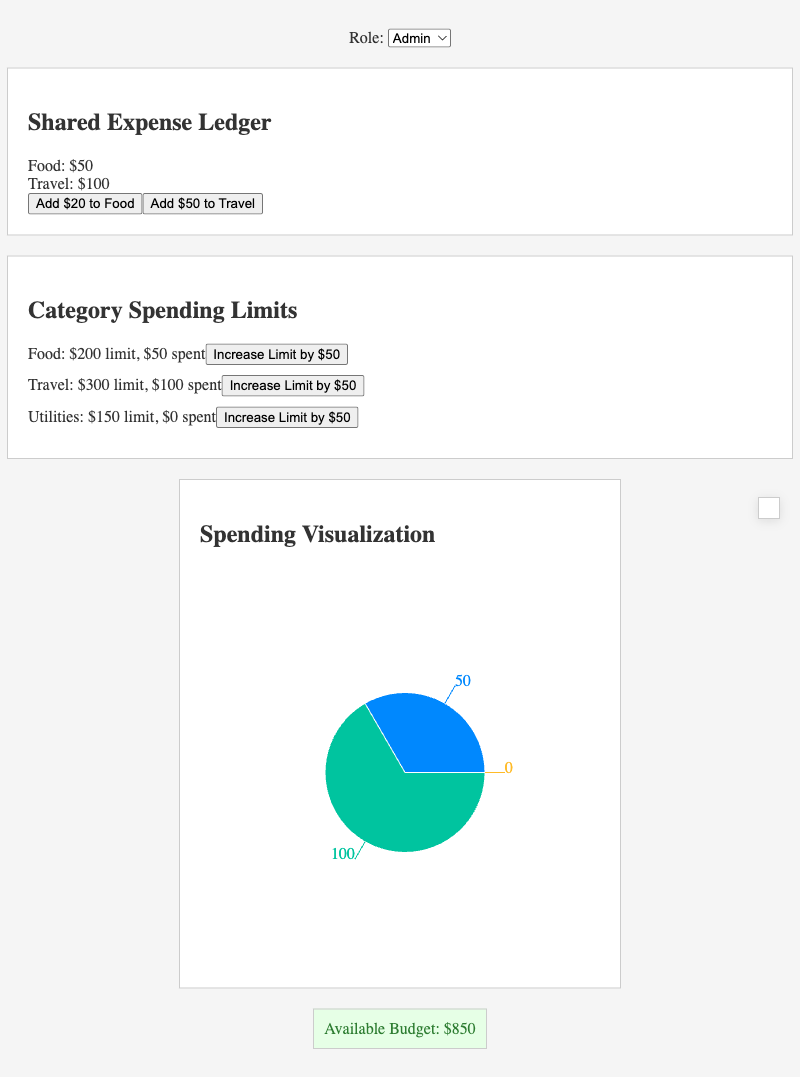 Role: Admin
Shared Expense Ledger
Food: $50
Travel: $100
Add $20 to Food Add $50 to Travel
Category Spending Limits
Food: $200 limit, $50 spent Increase Limit by $50
Travel: $300 limit, $100 spent Increase Limit by $50
Utilities: $150 limit, $0 spent Increase Limit by $50
Spending Visualization
50
0
100
Available Budget: $850